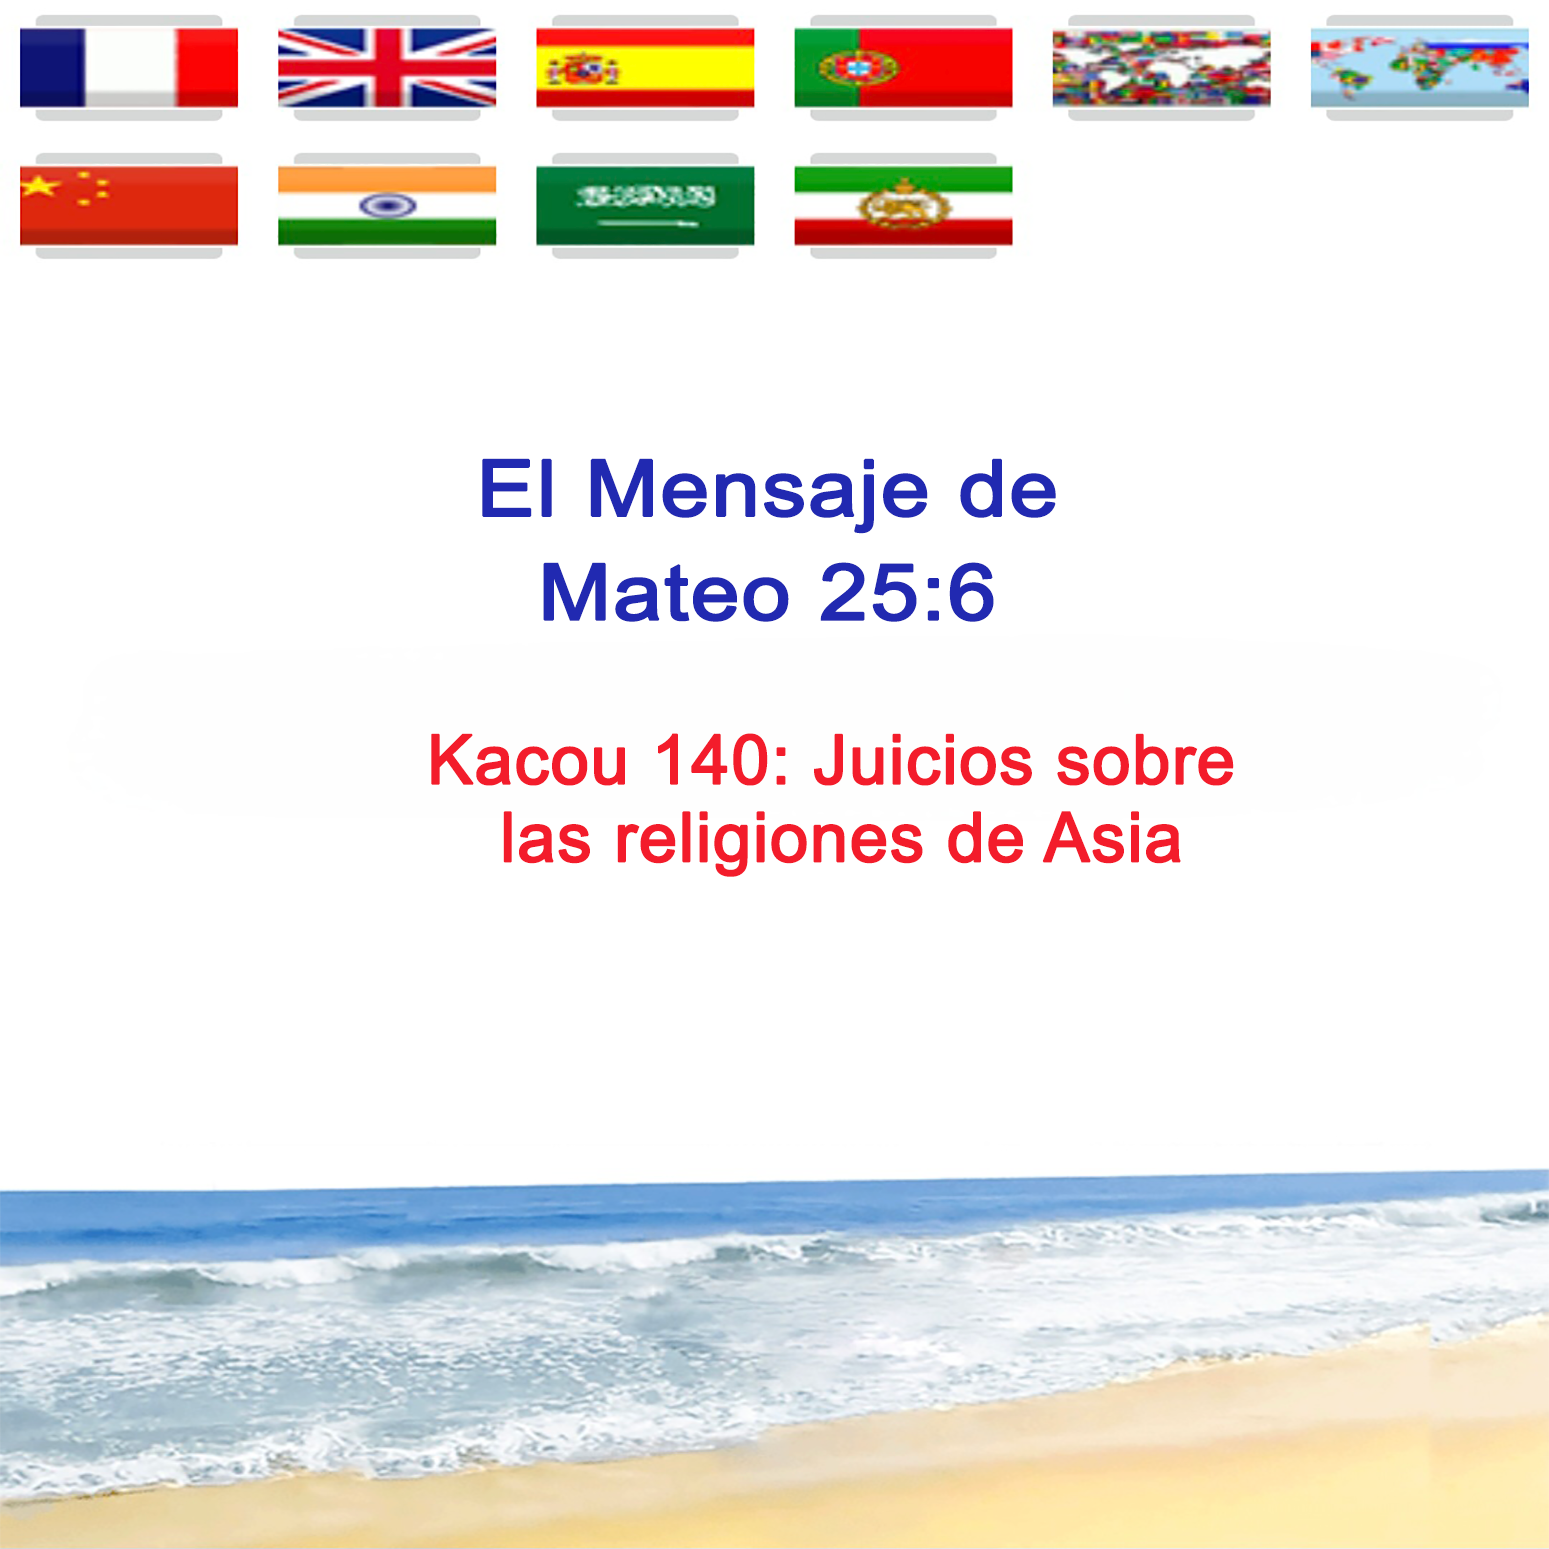 El Mensaje de
Mateo 25:6
Kacou 140: Juicios sobre
las religiones de Asia